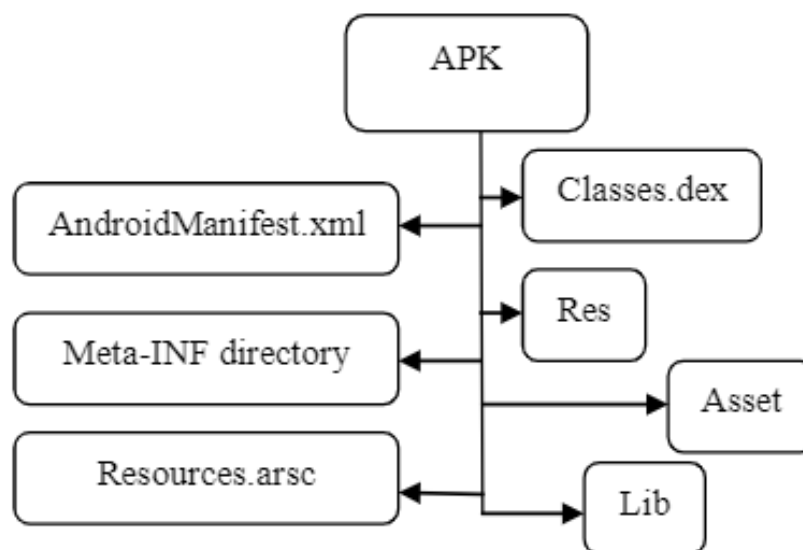 APK
Classes.dex
AndroidManifest.xml
Res
Meta-INF directory
Asset
Resources.arsc
Lib